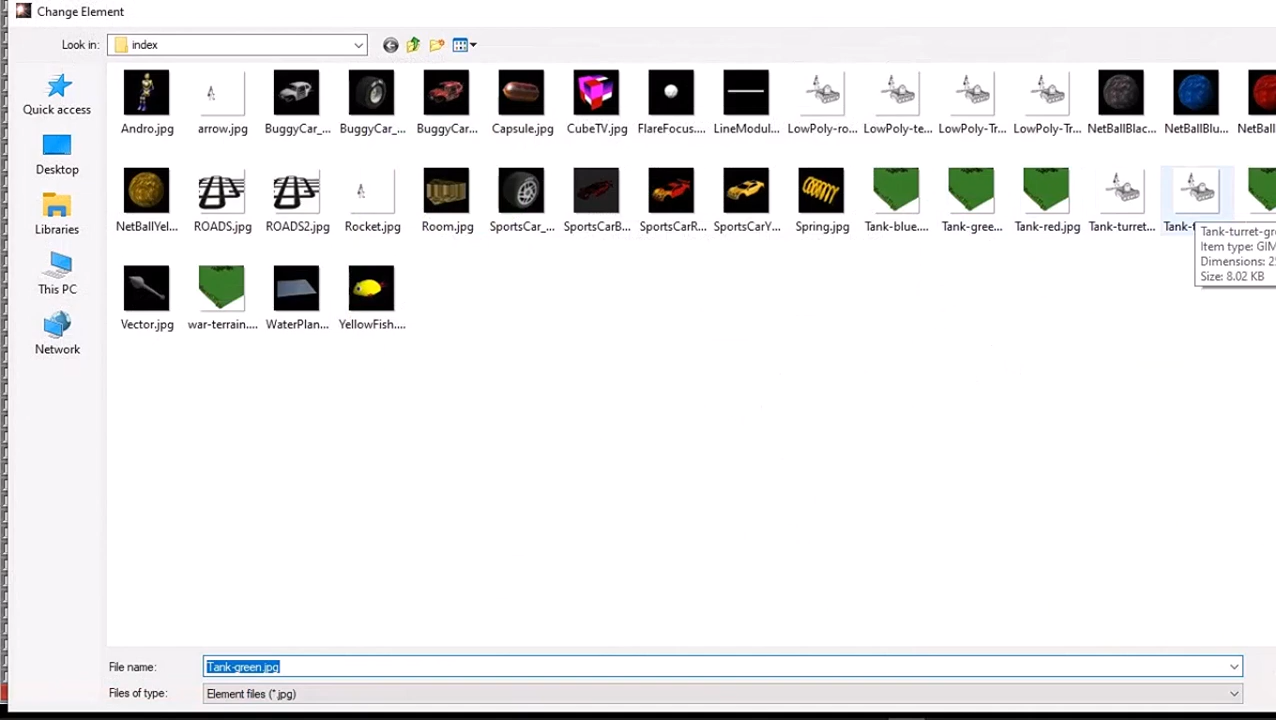 Change Element
Look in: index
Quick access
Desktop
Libraries
This PC
Network
Andro.jpg arrow.jpg BuggyCar_... BuggyCar_... BuggyCar... Capsule.jpg CubeTV.jpg FlareFocus.... LineModul... LowPoly-ro... LowPoly-te... LowPoly-Tr... LowPoly-Tr... NetBallBlac... NetBallBlu... NetBall
NetBallYel... ROADS.jpg ROADS2.jpg Rocket.jpg Room.jpg SportsCar_... SportsCarB... SportsCarR... SportsCarY... Spring.jpg Tank-blue.... Tank-gree... Tank-red.jpg Tank-turret...
Tank-turret-gr
Item type: GIM
Dimensions: 2
Size: 8.02 KB
Vector.jpg war-terrain.... WaterPlan... YellowFish....
File name: Tank-green.jpg
Files of type: Element files (*.jpg)